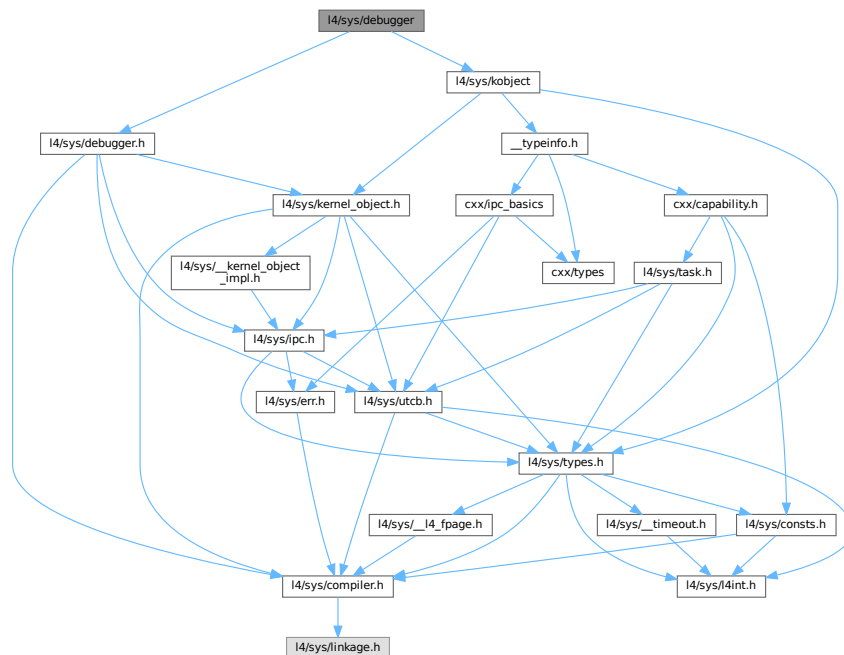 l4/sys/debugger
l4/sys/kobject
l4/sys/debugger.h
__typeinfo.h
l4/sys/kernel_object.h
cxx/ipc_basics
cxx/capability.h
l4/sys/__kernel_object
_impl.h
cxx/types
l4/sys/task.h
l4/sys/ipc.h
l4/sys/err.h
l4/sys/utcb.h
l4/sys/types.h
l4/sys/__l4_fpage.h
l4/sys/__timeout.h
l4/sys/consts.h
l4/sys/compiler.h
l4/sys/l4int.h
l4/sys/linkage.h